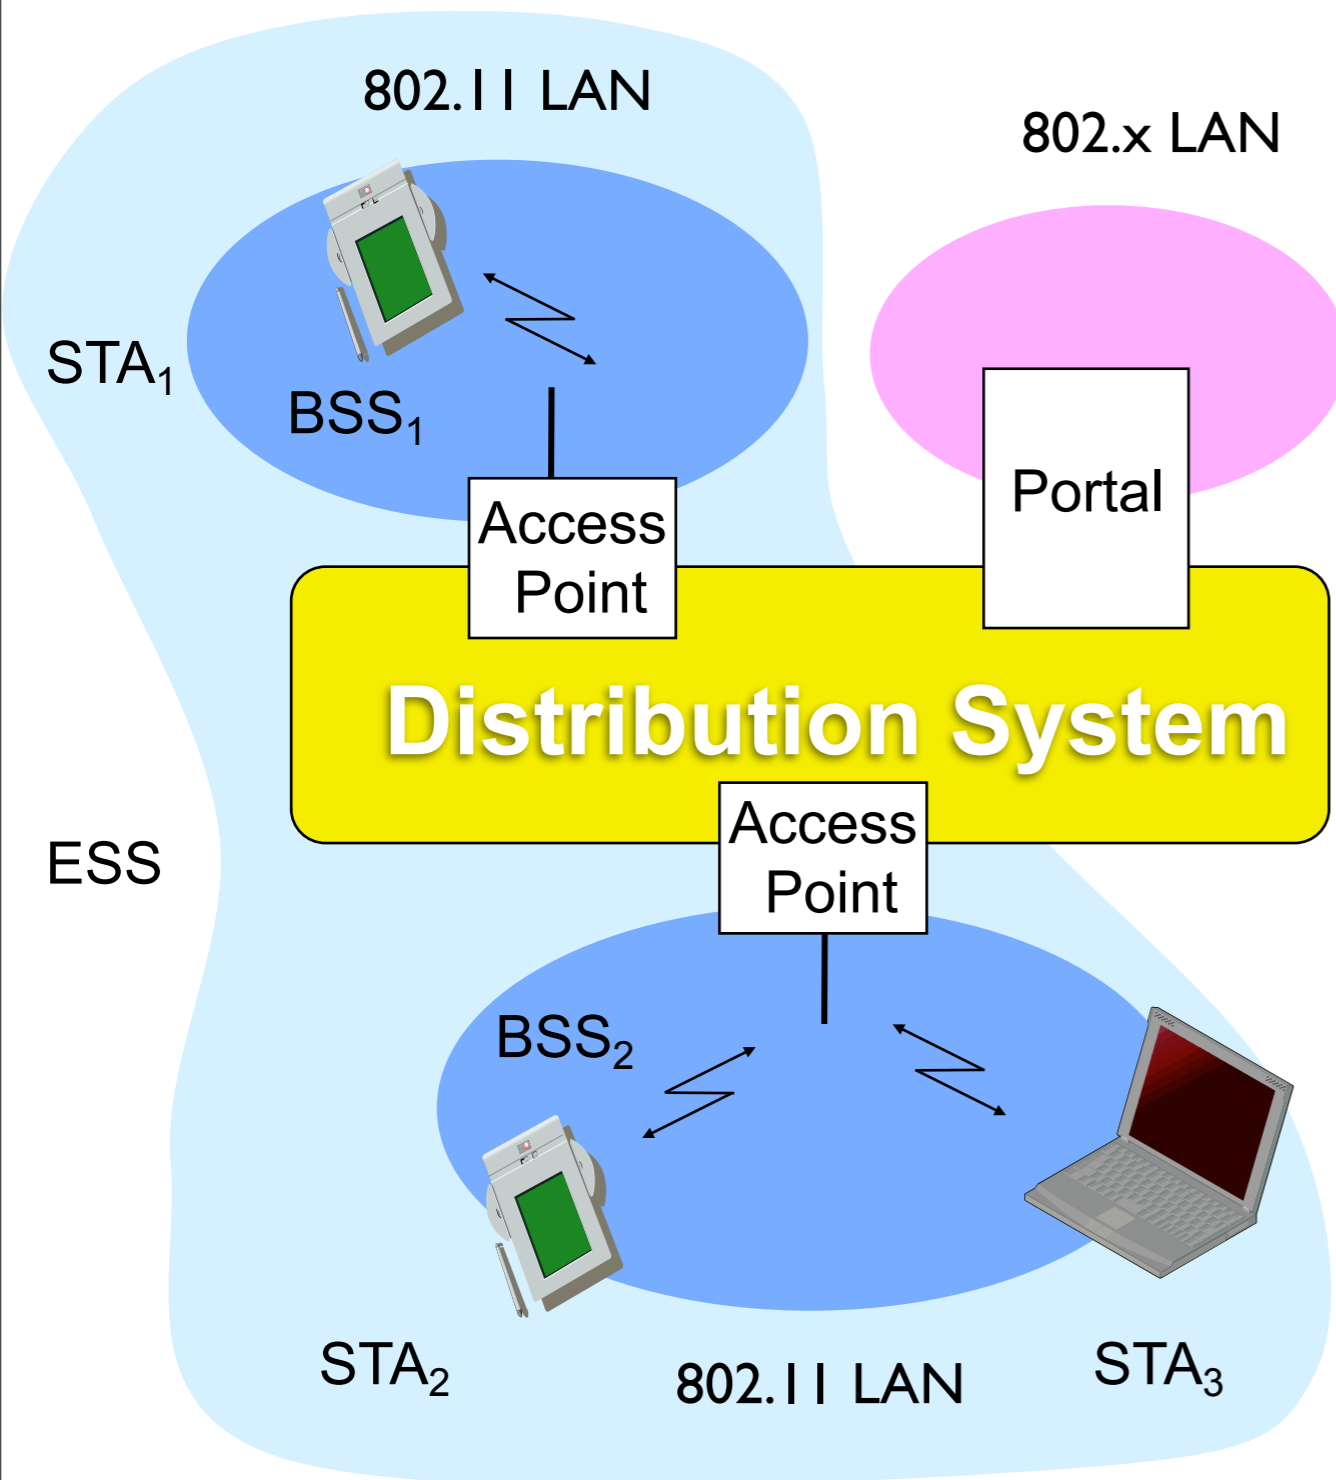 802.11 LAN
802.x LAN
STA₁
BSS₁
Portal
Access
Point
Distribution System
Access
Point
ESS
BSS₂
STA₂
802.11 LAN
STA₃